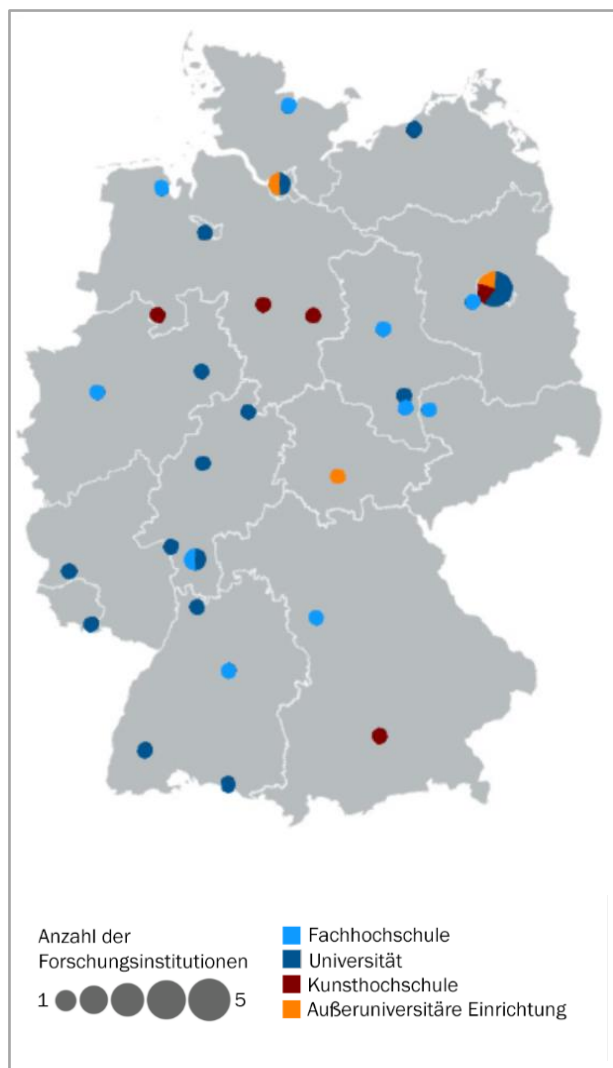 Anzahl der
Forschungsinstitutionen
1 5
Fachhochschule
Universität
Kunsthochschule
Außeruniversitäre Einrichtung